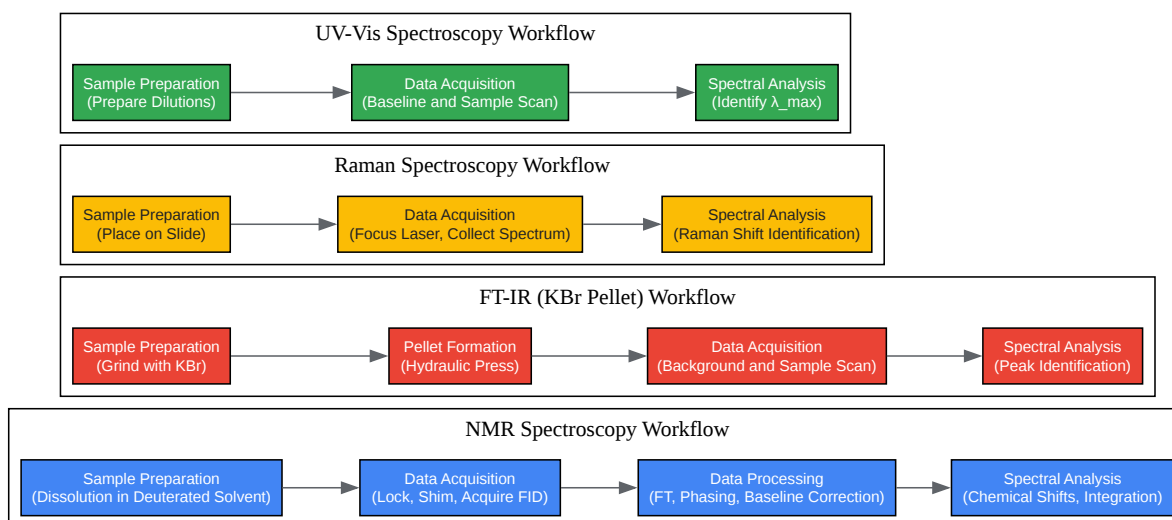 UV-Vis Spectroscopy Workflow
Sample Preparation
(Prepare Dilutions)
Data Acquisition
(Baseline and Sample Scan)
Spectral Analysis
(Identify λ_max)
Raman Spectroscopy Workflow
Sample Preparation
(Place on Slide)
Data Acquisition
(Focus Laser, Collect Spectrum)
Spectral Analysis
(Raman Shift Identification)
FT-IR (KBr Pellet) Workflow
Sample Preparation
(Grind with KBr)
Pellet Formation
(Hydraulic Press)
Data Acquisition
(Background and Sample Scan)
Spectral Analysis
(Peak Identification)
NMR Spectroscopy Workflow
Sample Preparation
(Dissolution in Deuterated Solvent)
Data Acquisition
(Lock, Shim, Acquire FID)
Data Processing
(FT, Phasing, Baseline Correction)
Spectral Analysis
(Chemical Shifts, Integration)